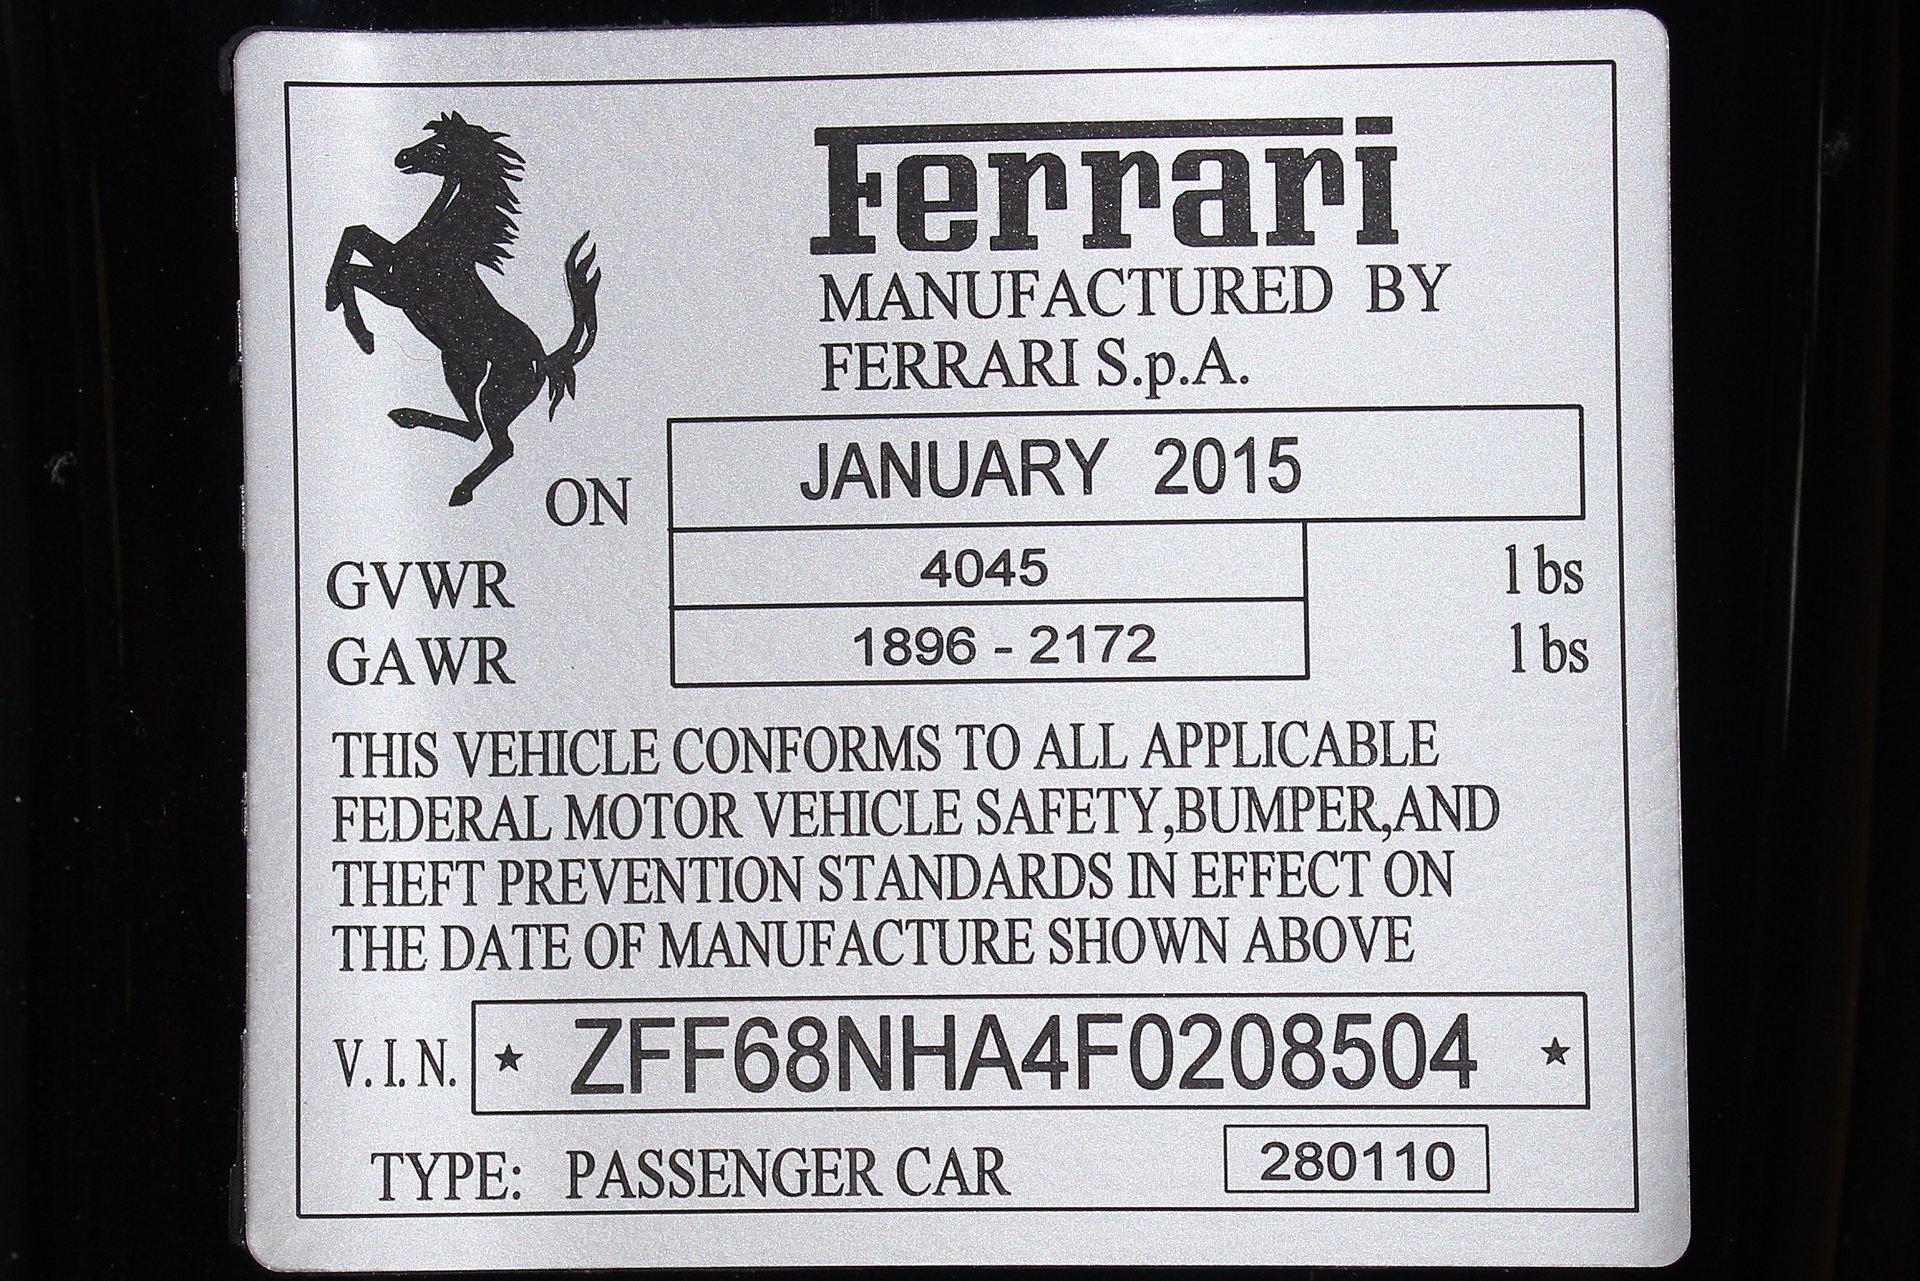 Ferrari
MANUFACTURED BY
FERRARI S.p.A.
ON JANUARY 2015
GVWR 4045 lbs
GAWR 1896 - 2172 lbs
THIS VEHICLE CONFORMS TO ALL APPLICABLE
FEDERAL MOTOR VEHICLE SAFETY,BUMPER,AND
THEFT PREVENTION STANDARDS IN EFFECT ON
THE DATE OF MANUFACTURE SHOWN ABOVE
V.I.N. ★ ZFF68NHA4F0208504 ★
TYPE: PASSENGER CAR 280110